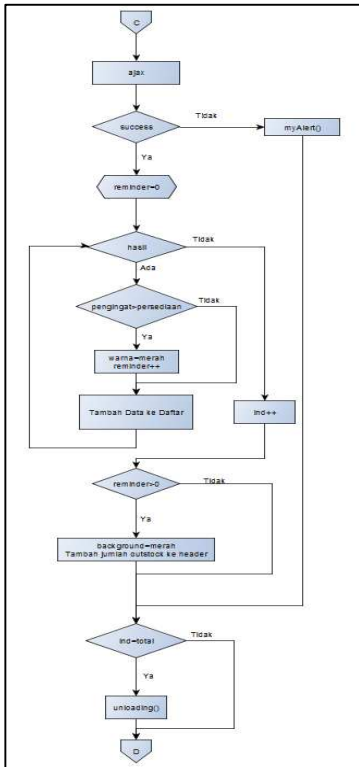 C
ajax
success
Tidak
myAlert()
Ya
reminder=0
hasil
Tidak
Ada
pengingat>persediaan
Tidak
Ya
warna=merah
reminder++
Tambah Data ke Daftar
ind++
reminder>0
Tidak
Ya
background=merah
Tambah jumlah outstock ke header
ind=total
Tidak
Ya
unloading()
D